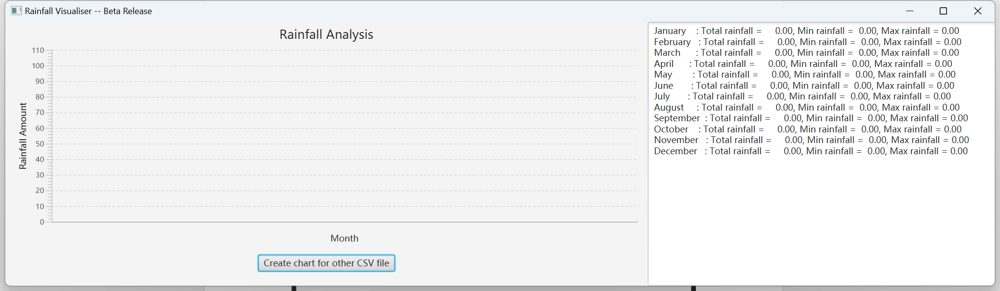 Rainfall Visualiser -- Beta Release
Rainfall Analysis
110
100
90
80
70
60
50
40
30
20
10
0
Rainfall Amount
Month
Create chart for other CSV file
January : Total rainfall = 0.00, Min rainfall = 0.00, Max rainfall = 0.00
February : Total rainfall = 0.00, Min rainfall = 0.00, Max rainfall = 0.00
March : Total rainfall = 0.00, Min rainfall = 0.00, Max rainfall = 0.00
April : Total rainfall = 0.00, Min rainfall = 0.00, Max rainfall = 0.00
May : Total rainfall = 0.00, Min rainfall = 0.00, Max rainfall = 0.00
June : Total rainfall = 0.00, Min rainfall = 0.00, Max rainfall = 0.00
July : Total rainfall = 0.00, Min rainfall = 0.00, Max rainfall = 0.00
August : Total rainfall = 0.00, Min rainfall = 0.00, Max rainfall = 0.00
September : Total rainfall = 0.00, Min rainfall = 0.00, Max rainfall = 0.00
October : Total rainfall = 0.00, Min rainfall = 0.00, Max rainfall = 0.00
November : Total rainfall = 0.00, Min rainfall = 0.00, Max rainfall = 0.00
December : Total rainfall = 0.00, Min rainfall = 0.00, Max rainfall = 0.00